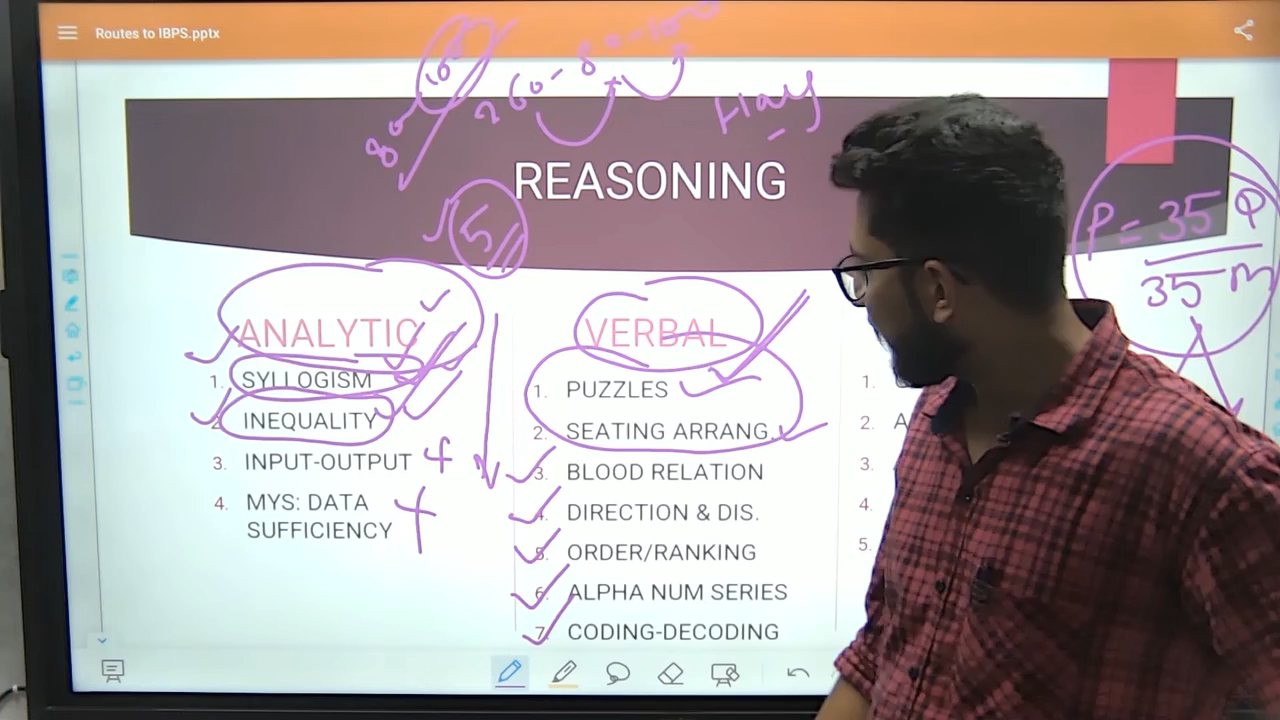 Routes to IBPS.pptx
REASONING
5
P = 35 Q
35 m
ANALYTIC
1. SYLLOGISM
2. INEQUALITY
3. INPUT-OUTPUT
4. MYS: DATA
SUFFICIENCY
VERBAL
1. PUZZLES
2. SEATING ARRANG.
3. BLOOD RELATION
4. DIRECTION & DIS.
5. ORDER/RANKING
6. ALPHA NUM SERIES
7. CODING-DECODING
1.
2. A
3.
4.
5.